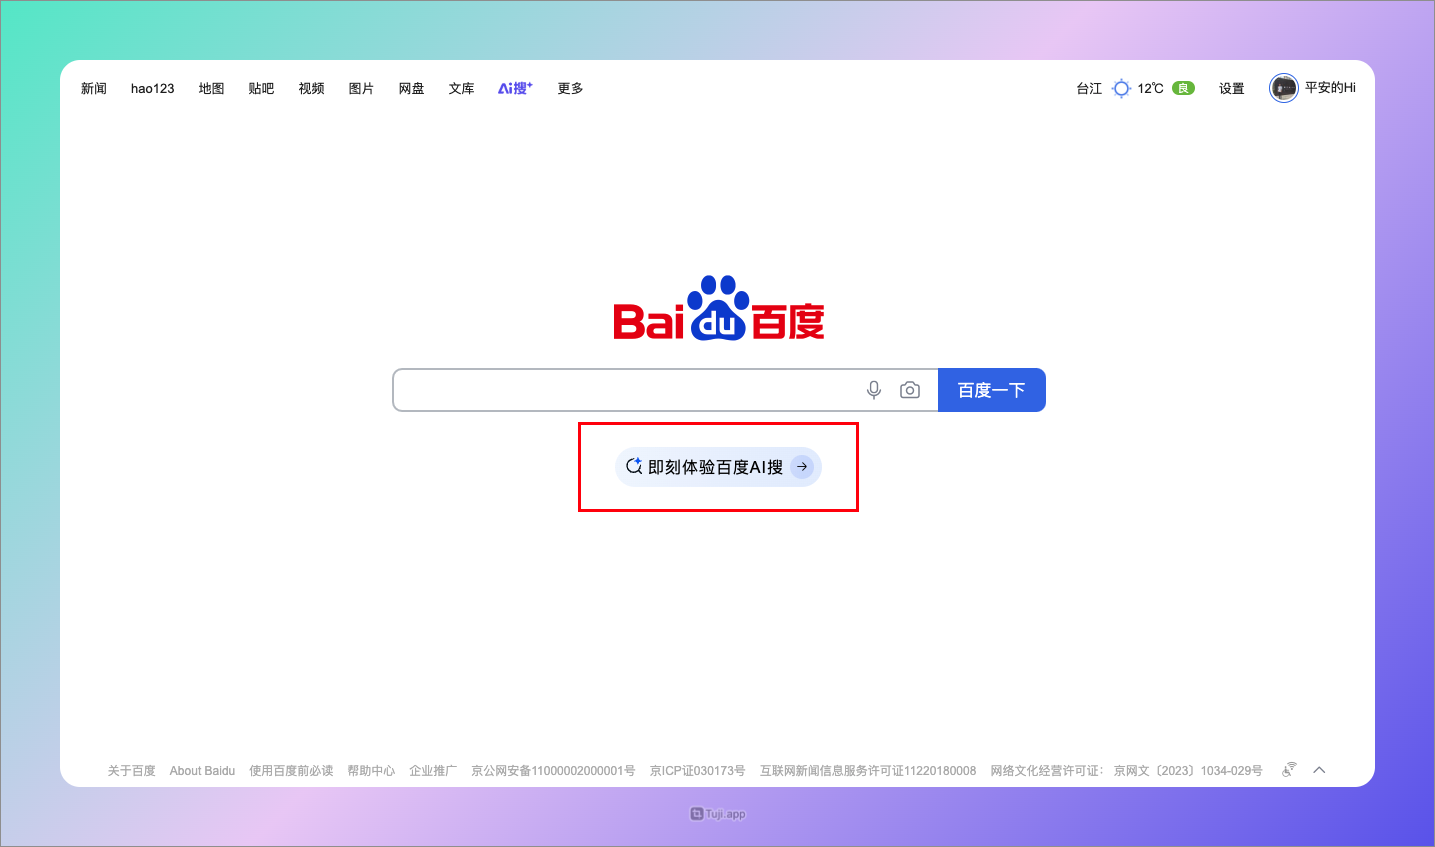 新闻 hao123 地图 贴吧 视频 图片 网盘 文库 Ai搜+ 更多 台江 12℃ 良 设置 平安的Hi
Bai du 百度
百度一下
即刻体验百度AI搜
关于百度 About Baidu 使用百度前必读 帮助中心 企业推广 京公网安备11000002000001号 京ICP证030173号 互联网新闻信息服务许可证11220180008 网络文化经营许可证： 京网文〔2023〕1034-029号
Tuji.app